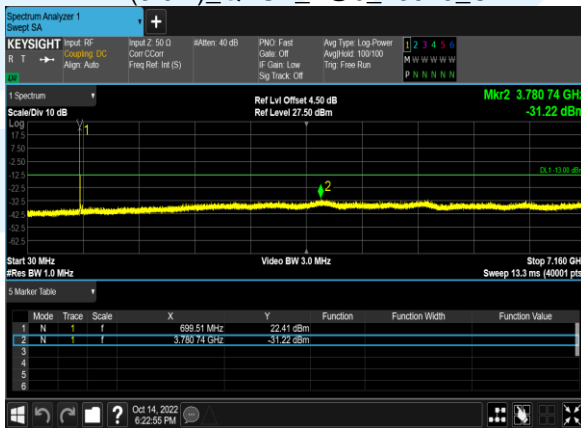 Spectrum Analyzer 1
Swept SA
KEYSIGHT Input: RF Input Z: 50 Ω #Atten: 40 dB PNO: Fast Avg Type: Log-Power 1 2 3 4 5 6
R T Coupling: DC Corr CCorr Gate: Off Avg|Hold: 100/100 M W W W W W
Align: Auto Freq Ref: Int (S) IF Gain: Low Trig: Free Run
LXI Sig Track: Off P N N N N N
1 Spectrum Ref Lvl Offset 4.50 dB Mkr2 3.780 74 GHz
Scale/Div 10 dB Ref Level 27.50 dBm -31.22 dBm
Log
17.5 1
7.50
-2.50
-12.5 DL1 -13.00 dBm
-22.5 2
-32.5
-42.5
-52.5
-62.5
Start 30 MHz Video BW 3.0 MHz Stop 7.160 GHz
#Res BW 1.0 MHz Sweep 13.3 ms (40001 pts)
5 Marker Table
Mode Trace Scale X Y Function Function Width Function Value
1 N 1 f 699.51 MHz 22.41 dBm
2 N 1 f 3.780 74 GHz -31.22 dBm
3
4
5
6
? Oct 14, 2022
6:22:55 PM